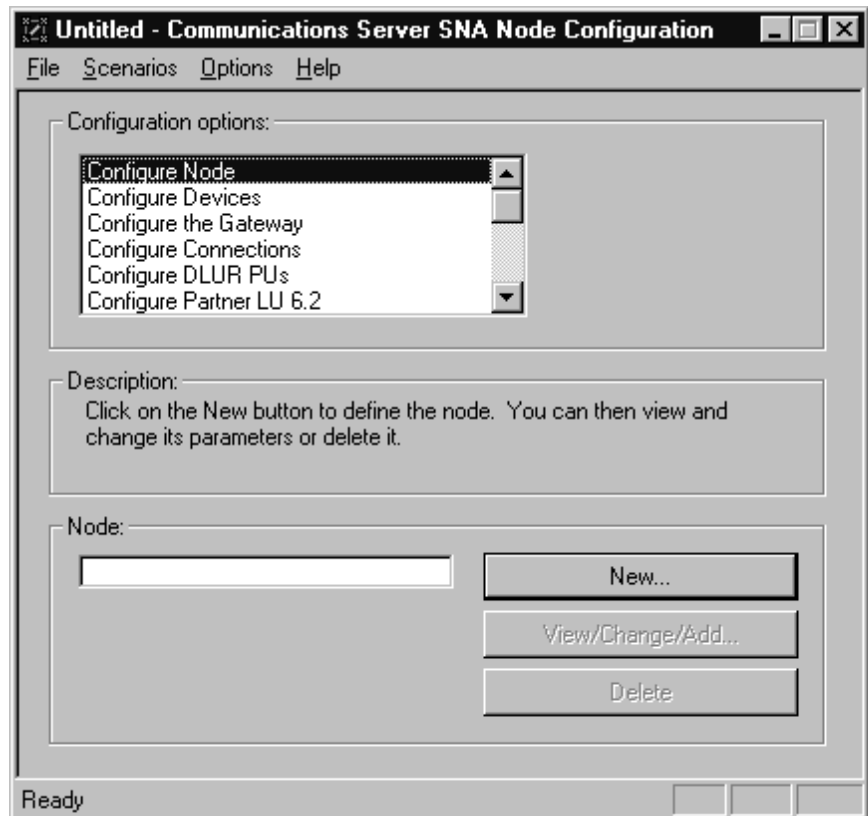 Untitled - Communications Server SNA Node Configuration
File Scenarios Options Help
Configuration options:
Configure Node
Configure Devices
Configure the Gateway
Configure Connections
Configure DLUR PUs
Configure Partner LU 6.2
Description:
Click on the New button to define the node. You can then view and
change its parameters or delete it.
Node:
New...
View/Change/Add...
Delete
Ready